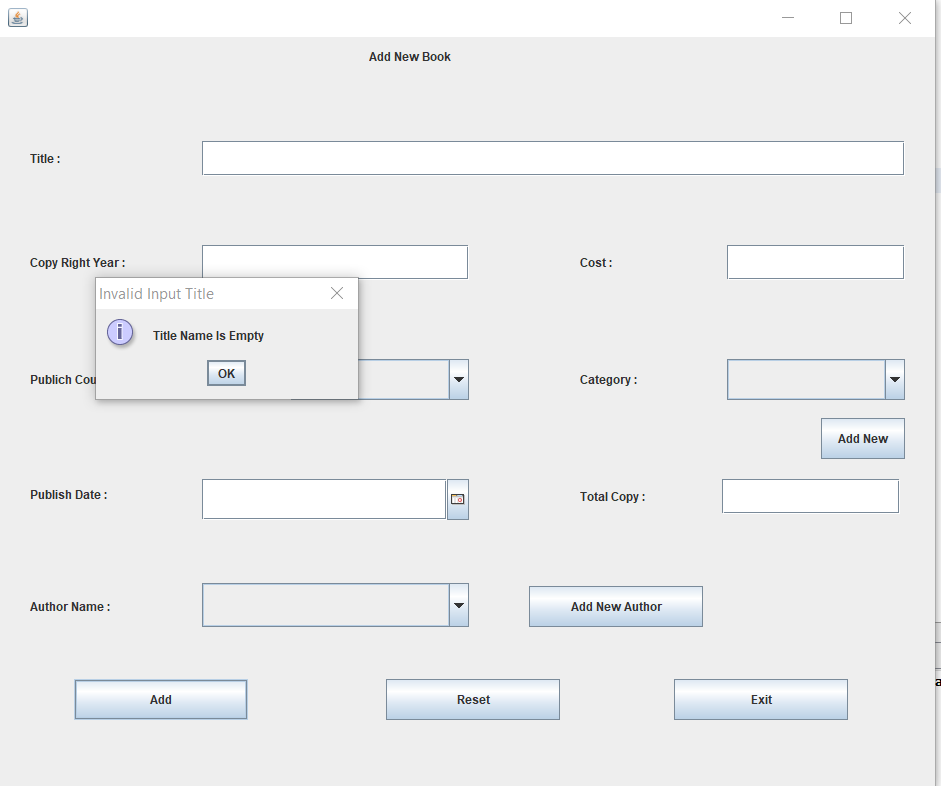 Add New Book
Title :
Copy Right Year :
Cost :
Invalid Input Title
Title Name Is Empty
OK
Publich Cou
Category :
Add New
Publish Date :
Total Copy :
Author Name :
Add New Author
Add
Reset
Exit
a